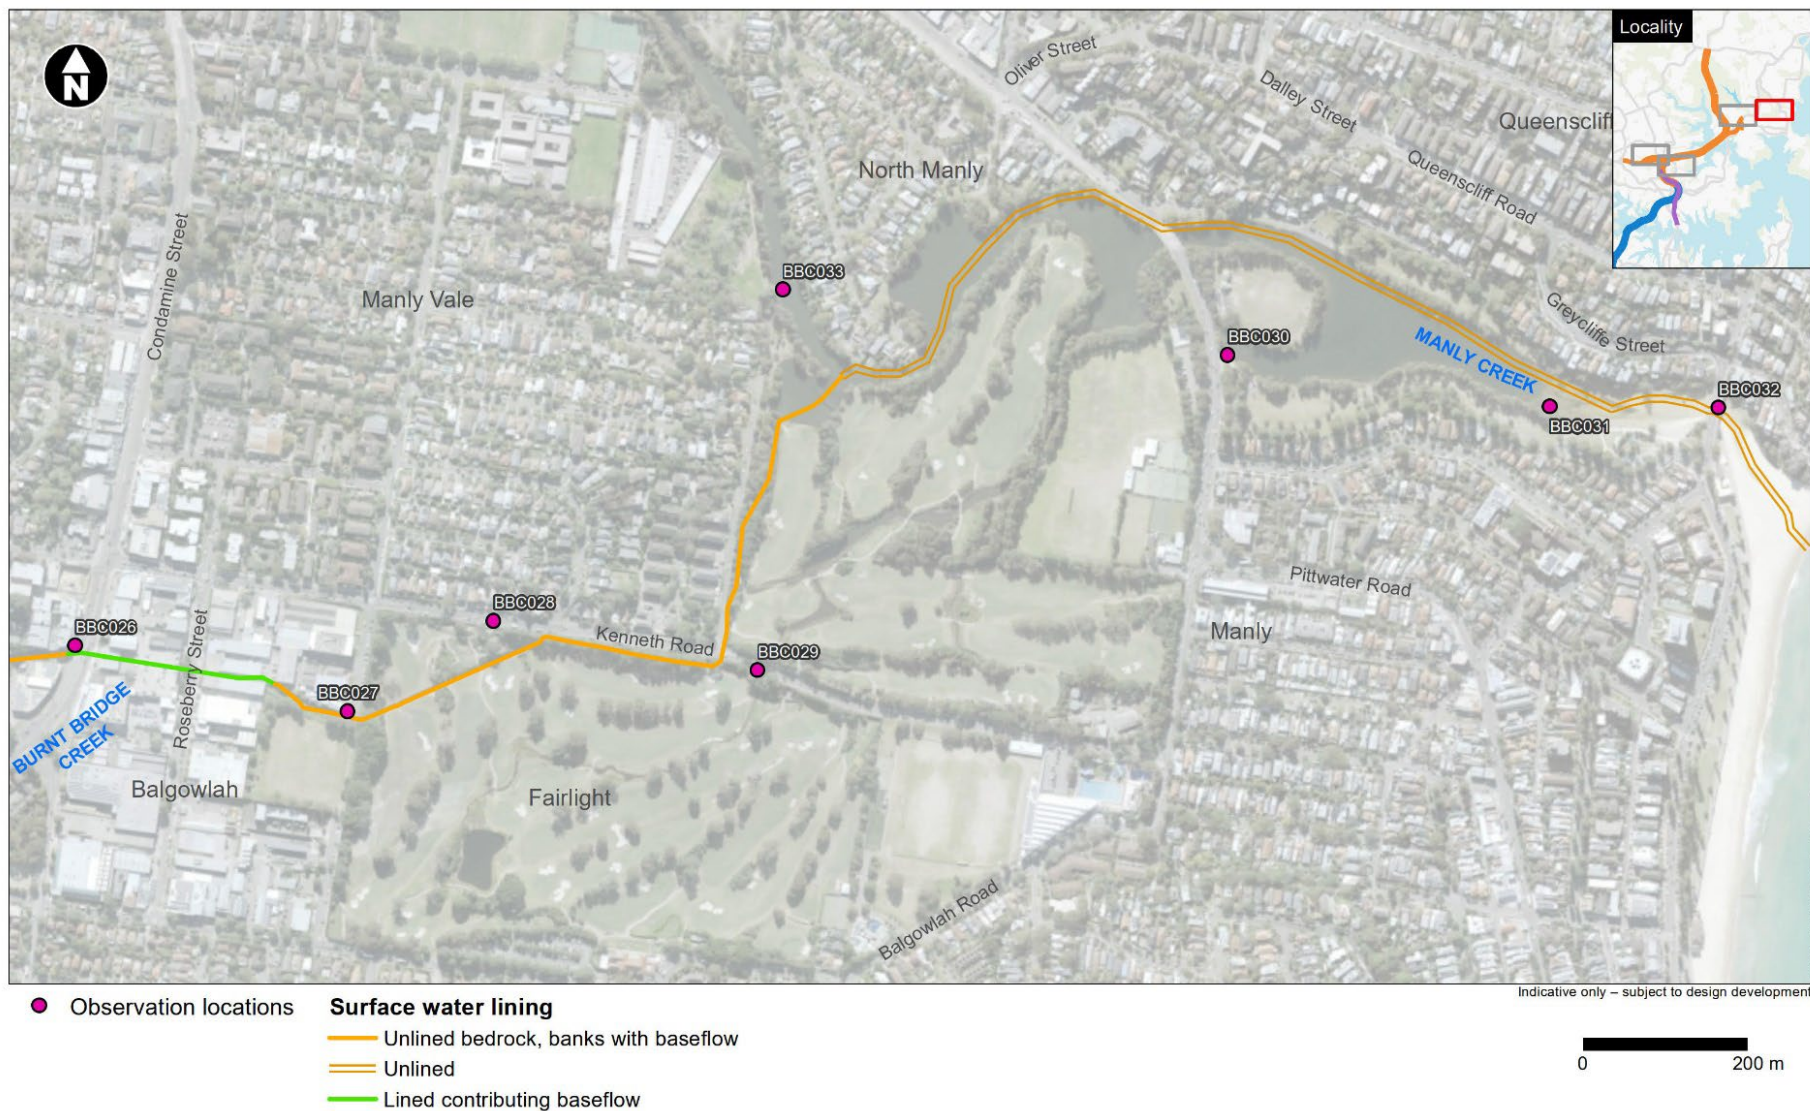 Locality
N
Oliver Street
Dalley Street
Queenscliff
Queenscliff Road
North Manly
Condamine Street
Manly Vale
BBC033
Greycliffe Street
BBC030
MANLY CREEK
BBC032
BBC031
Pittwater Road
BBC028
BBC026
Kenneth Road
Manly
BBC029
Roseberry Street
BBC027
BURNT BRIDGE
CREEK
Balgowlah
Fairlight
Balgowlah Road
Indicative only – subject to design development
Observation locations
Surface water lining
Unlined bedrock, banks with baseflow
Unlined
Lined contributing baseflow
0 200 m